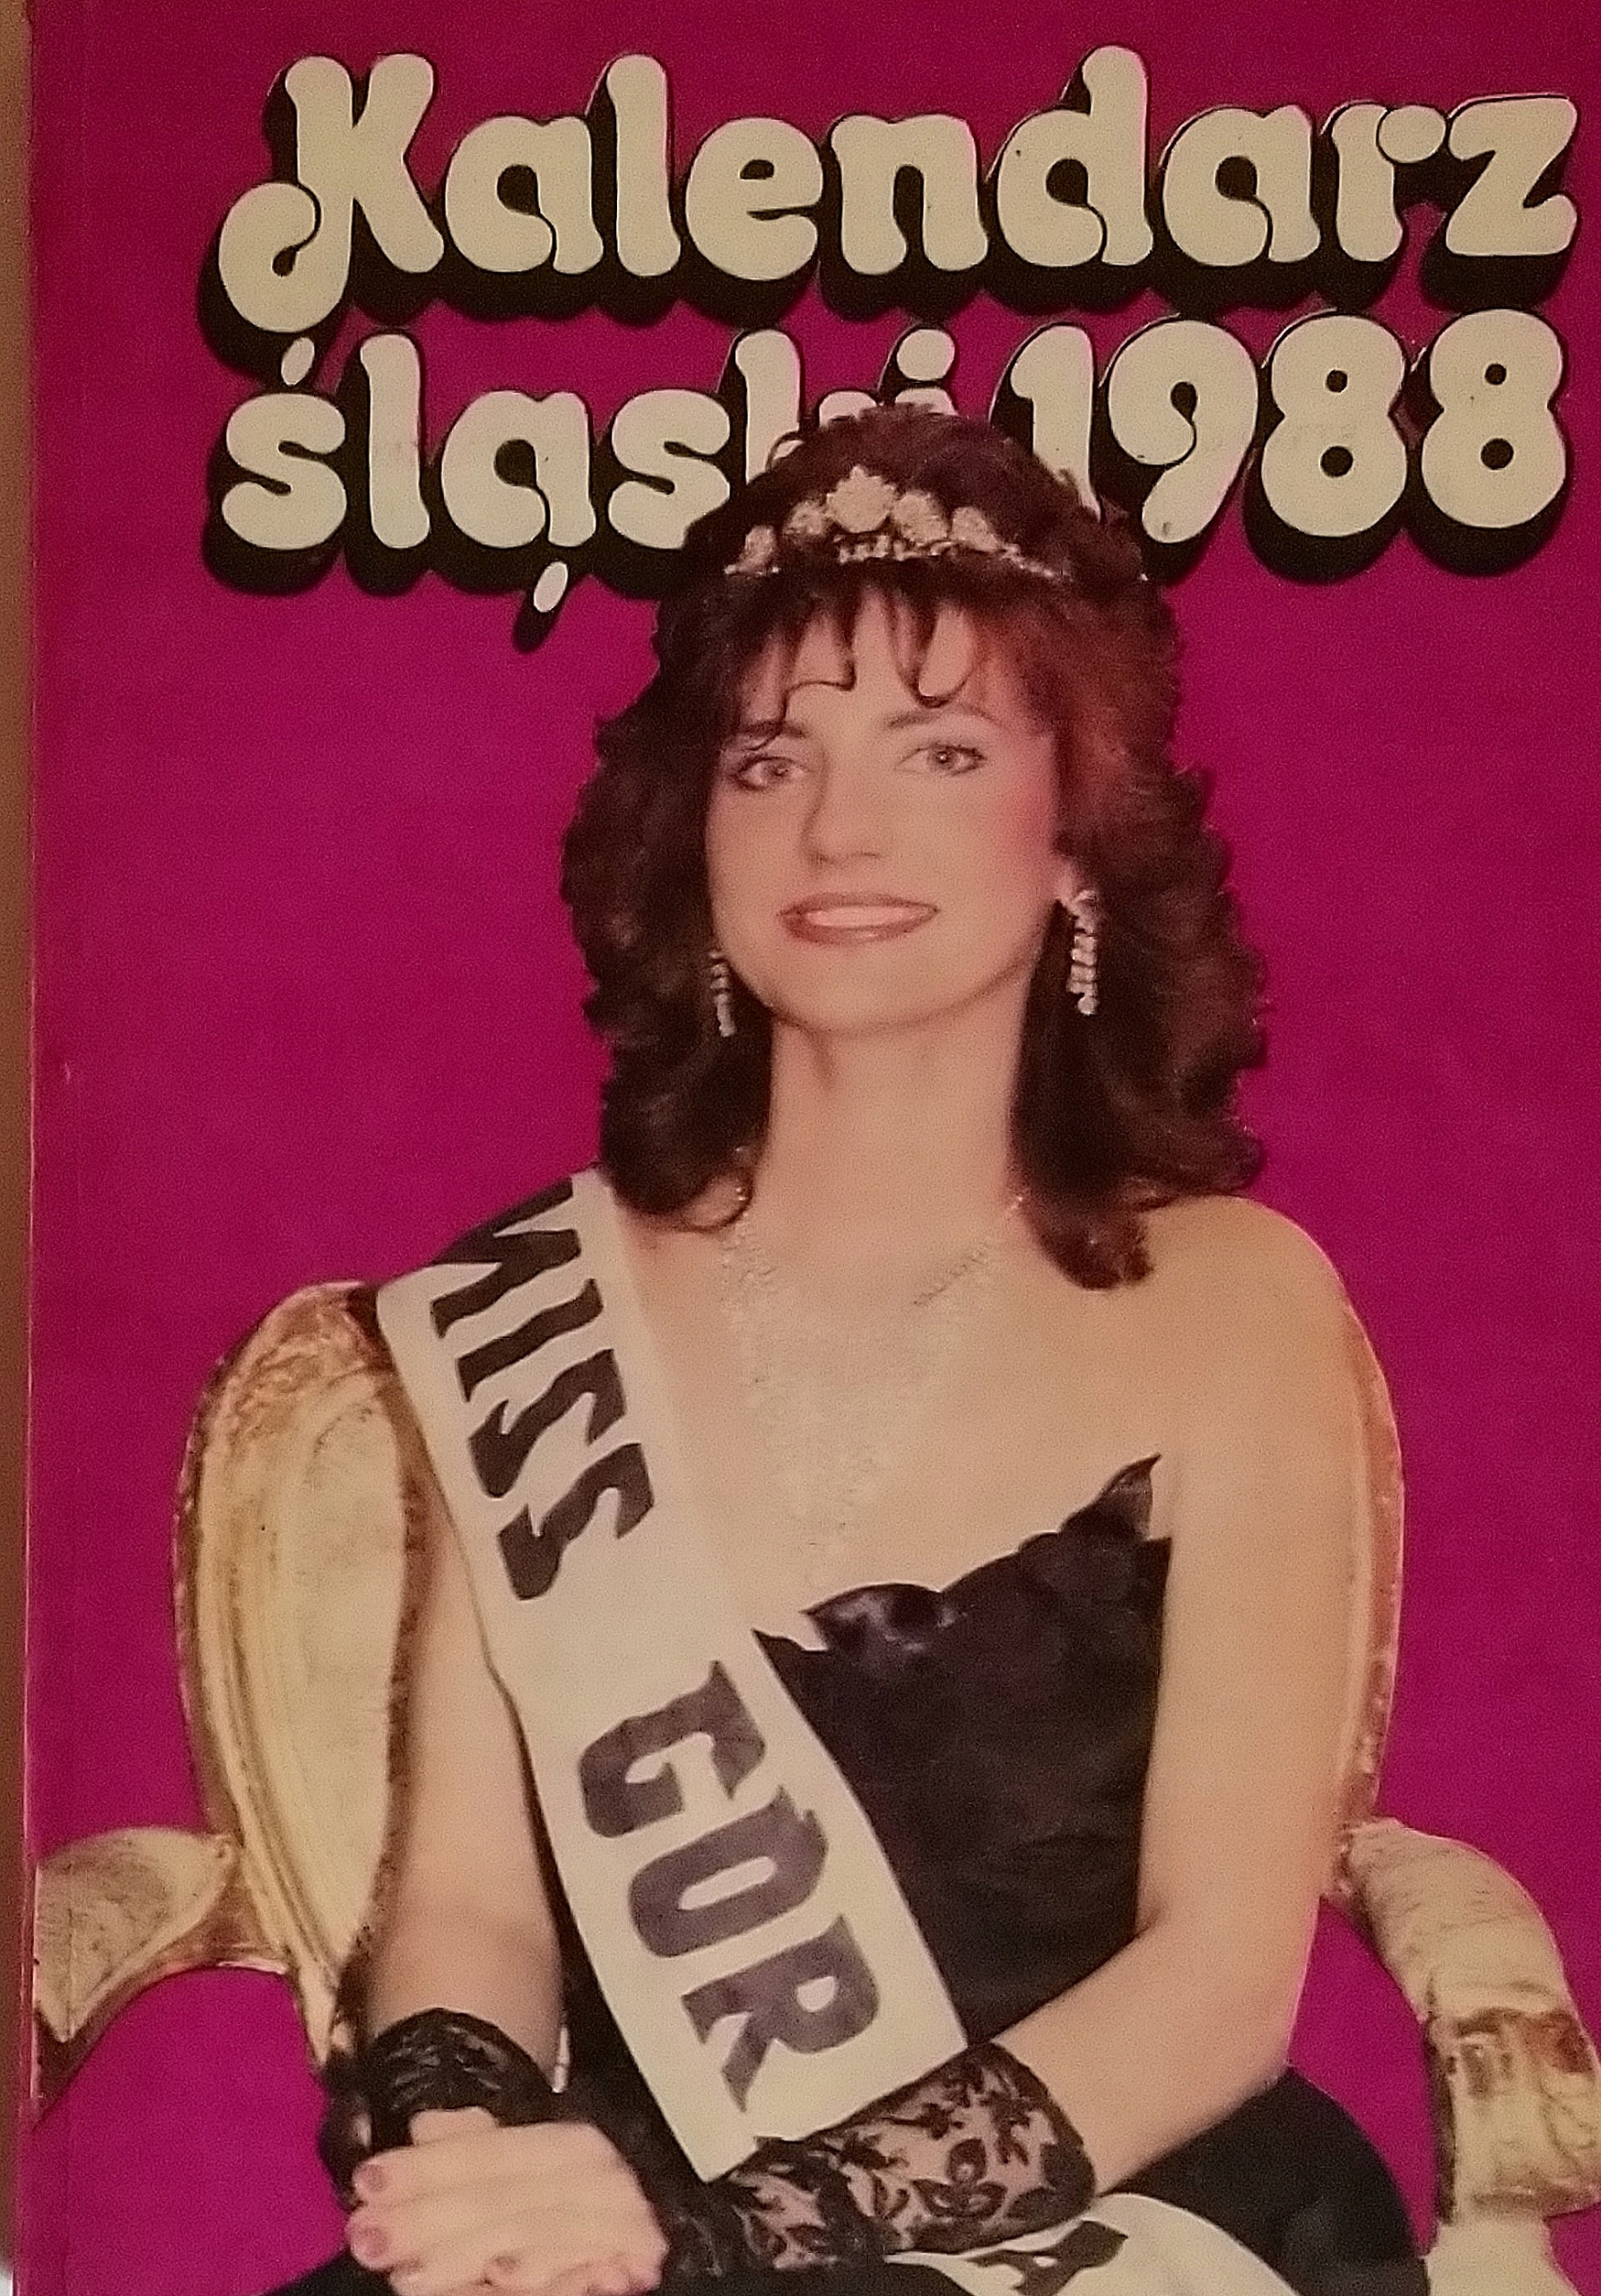 Kalendarz
śląski 1988
MISS GÓR